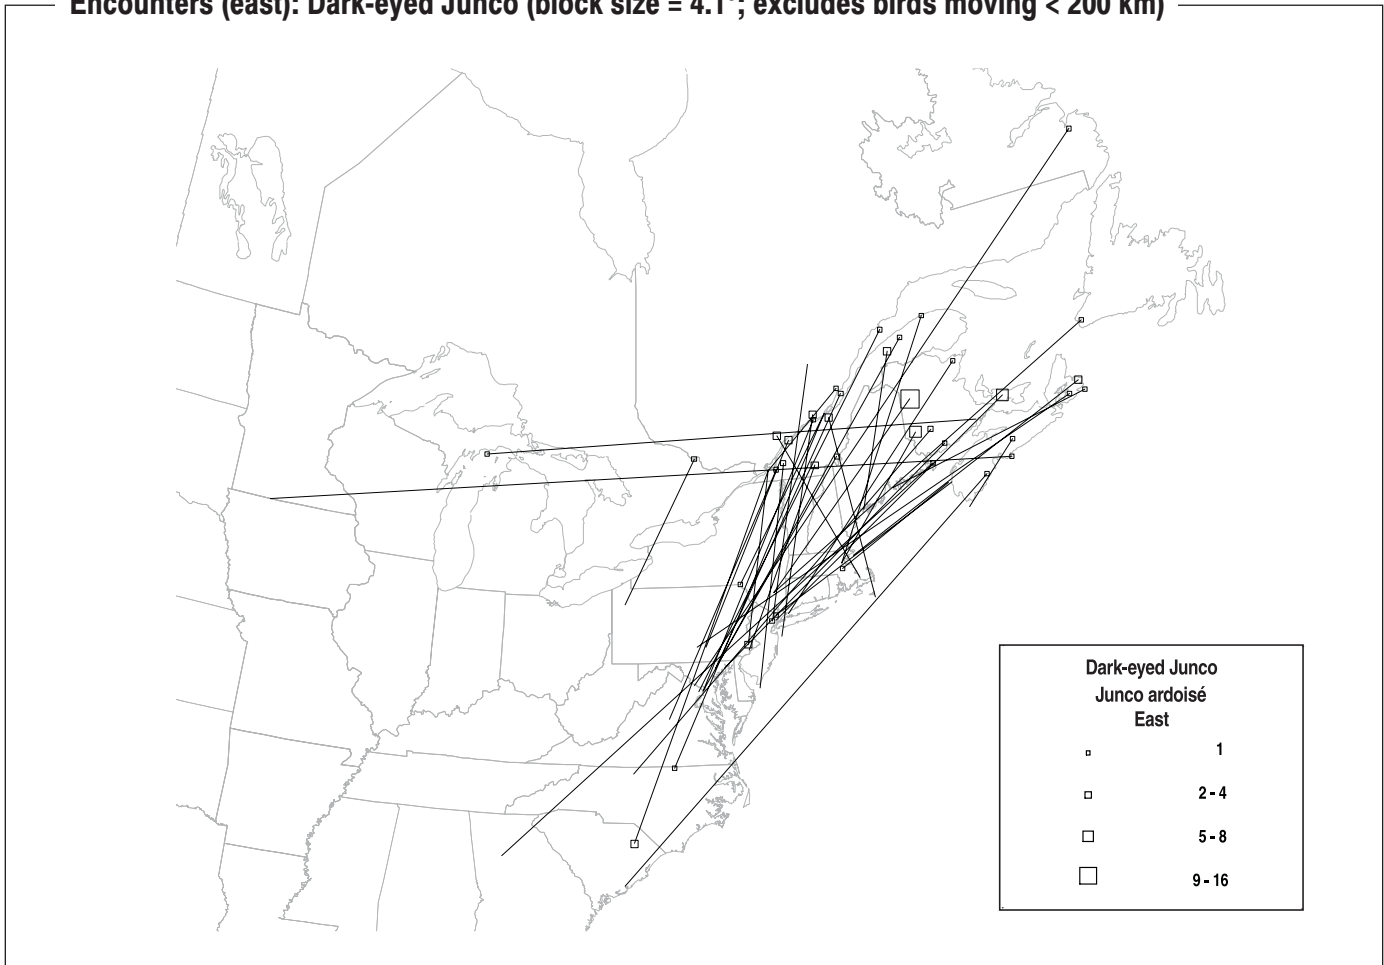 Encounters (east): Dark-eyed Junco (block size = 4.1°; excludes birds moving < 200 km)
Dark-eyed Junco
Junco ardoisé
East
1
2 - 4
5 - 8
9 - 16